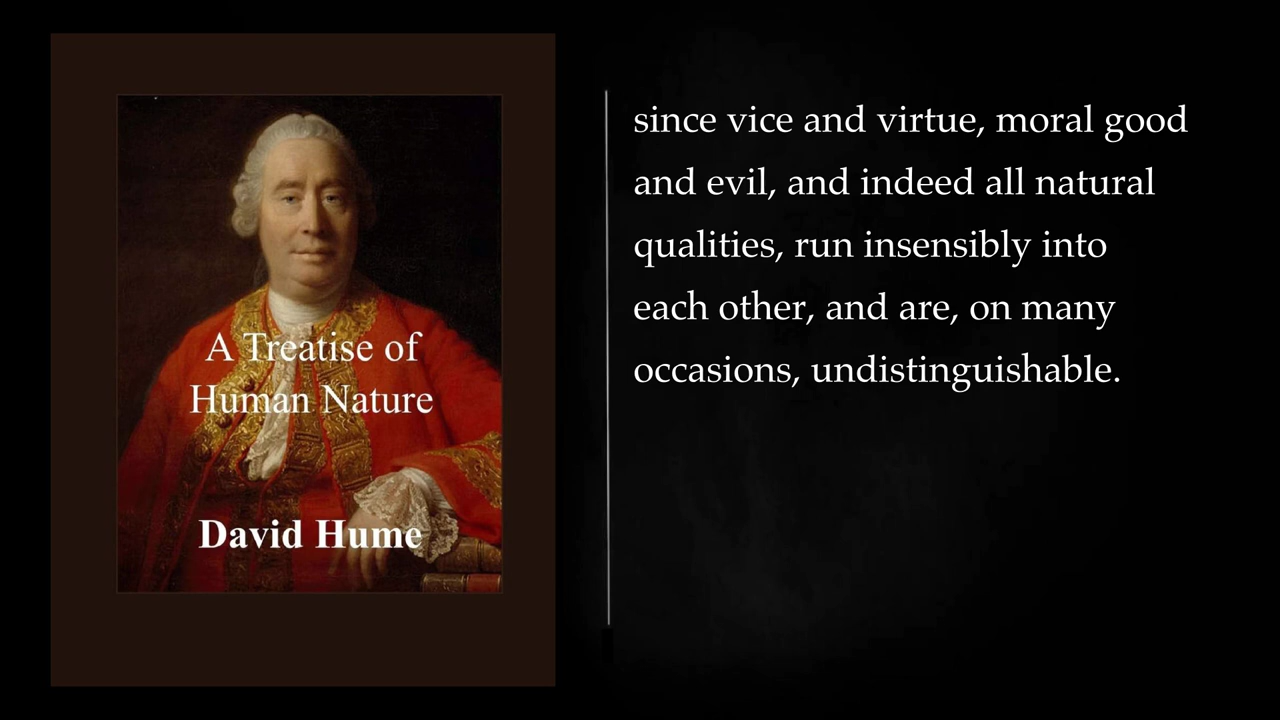 A Treatise of
Human Nature
David Hume
since vice and virtue, moral good
and evil, and indeed all natural
qualities, run insensibly into
each other, and are, on many
occasions, undistinguishable.